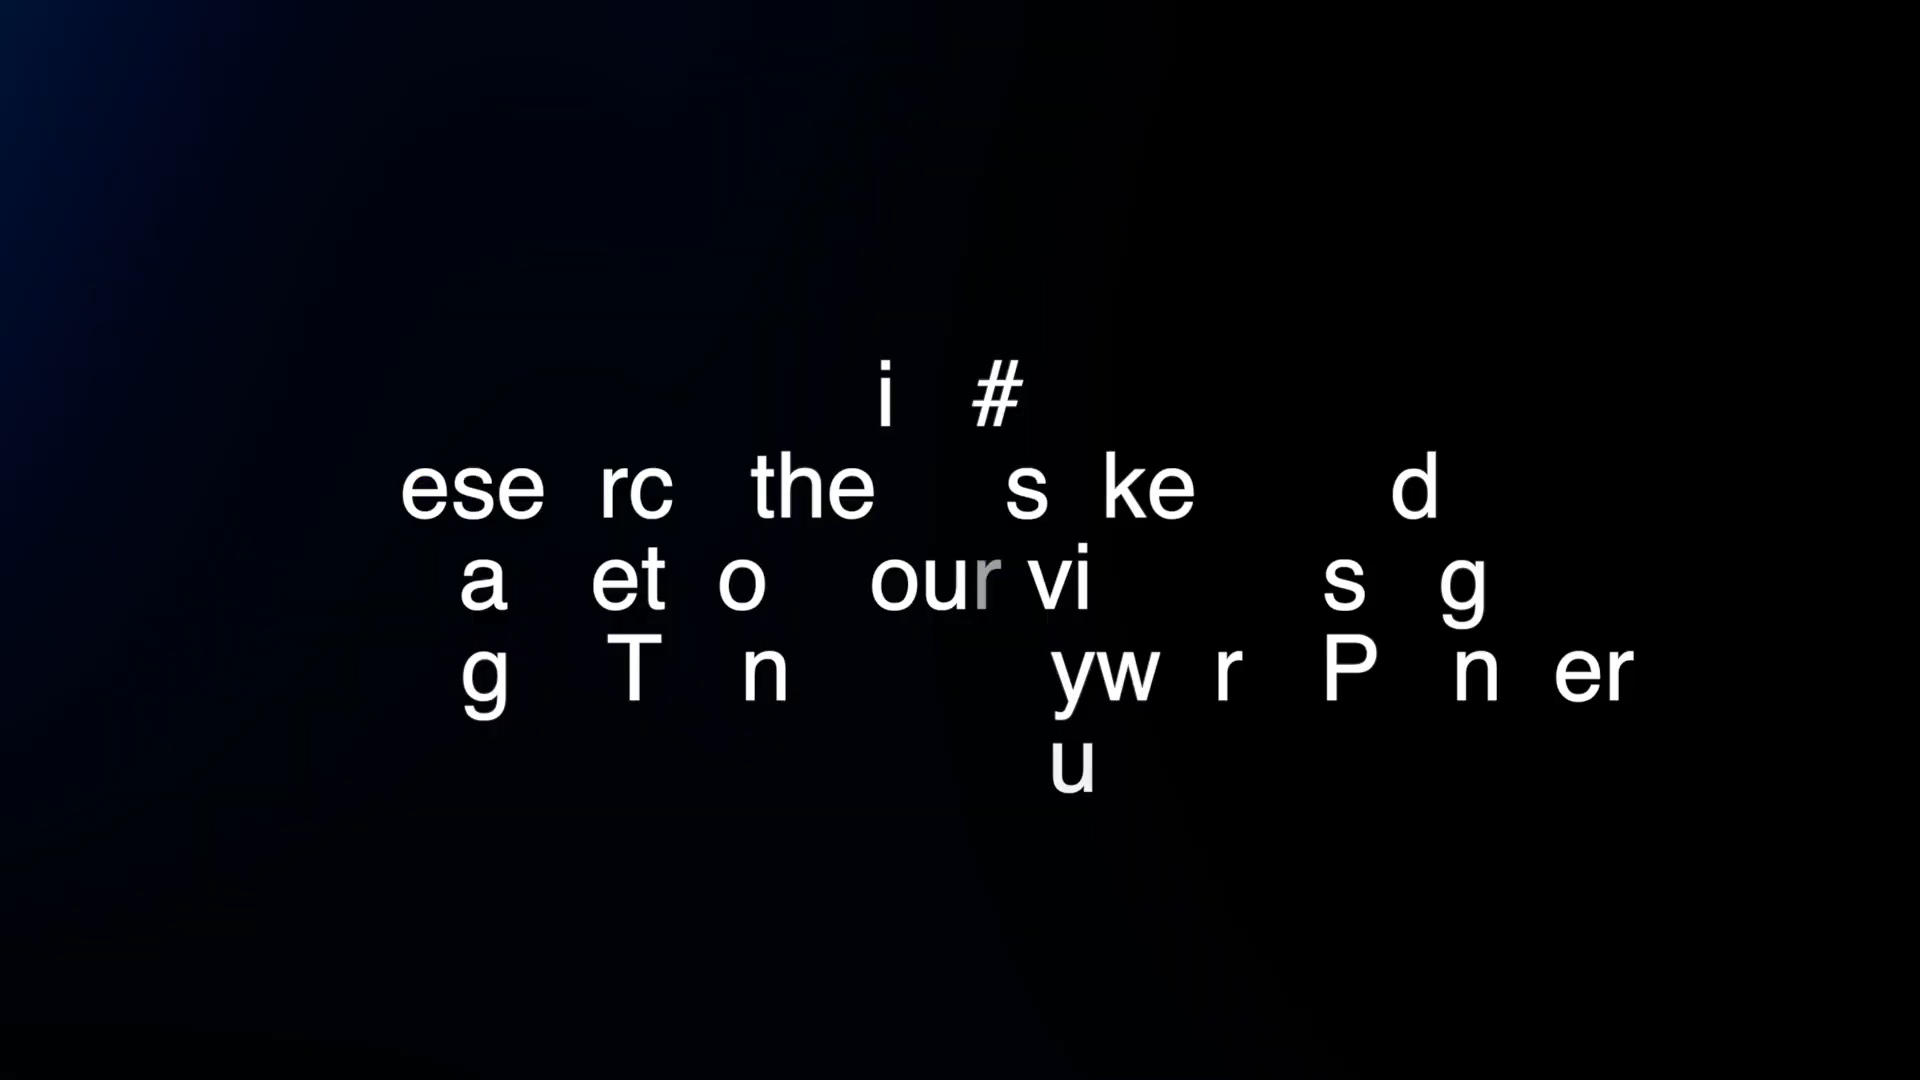 i #
ese rc the s ke d
a et o our vi s g
g T n yw r P n er
u